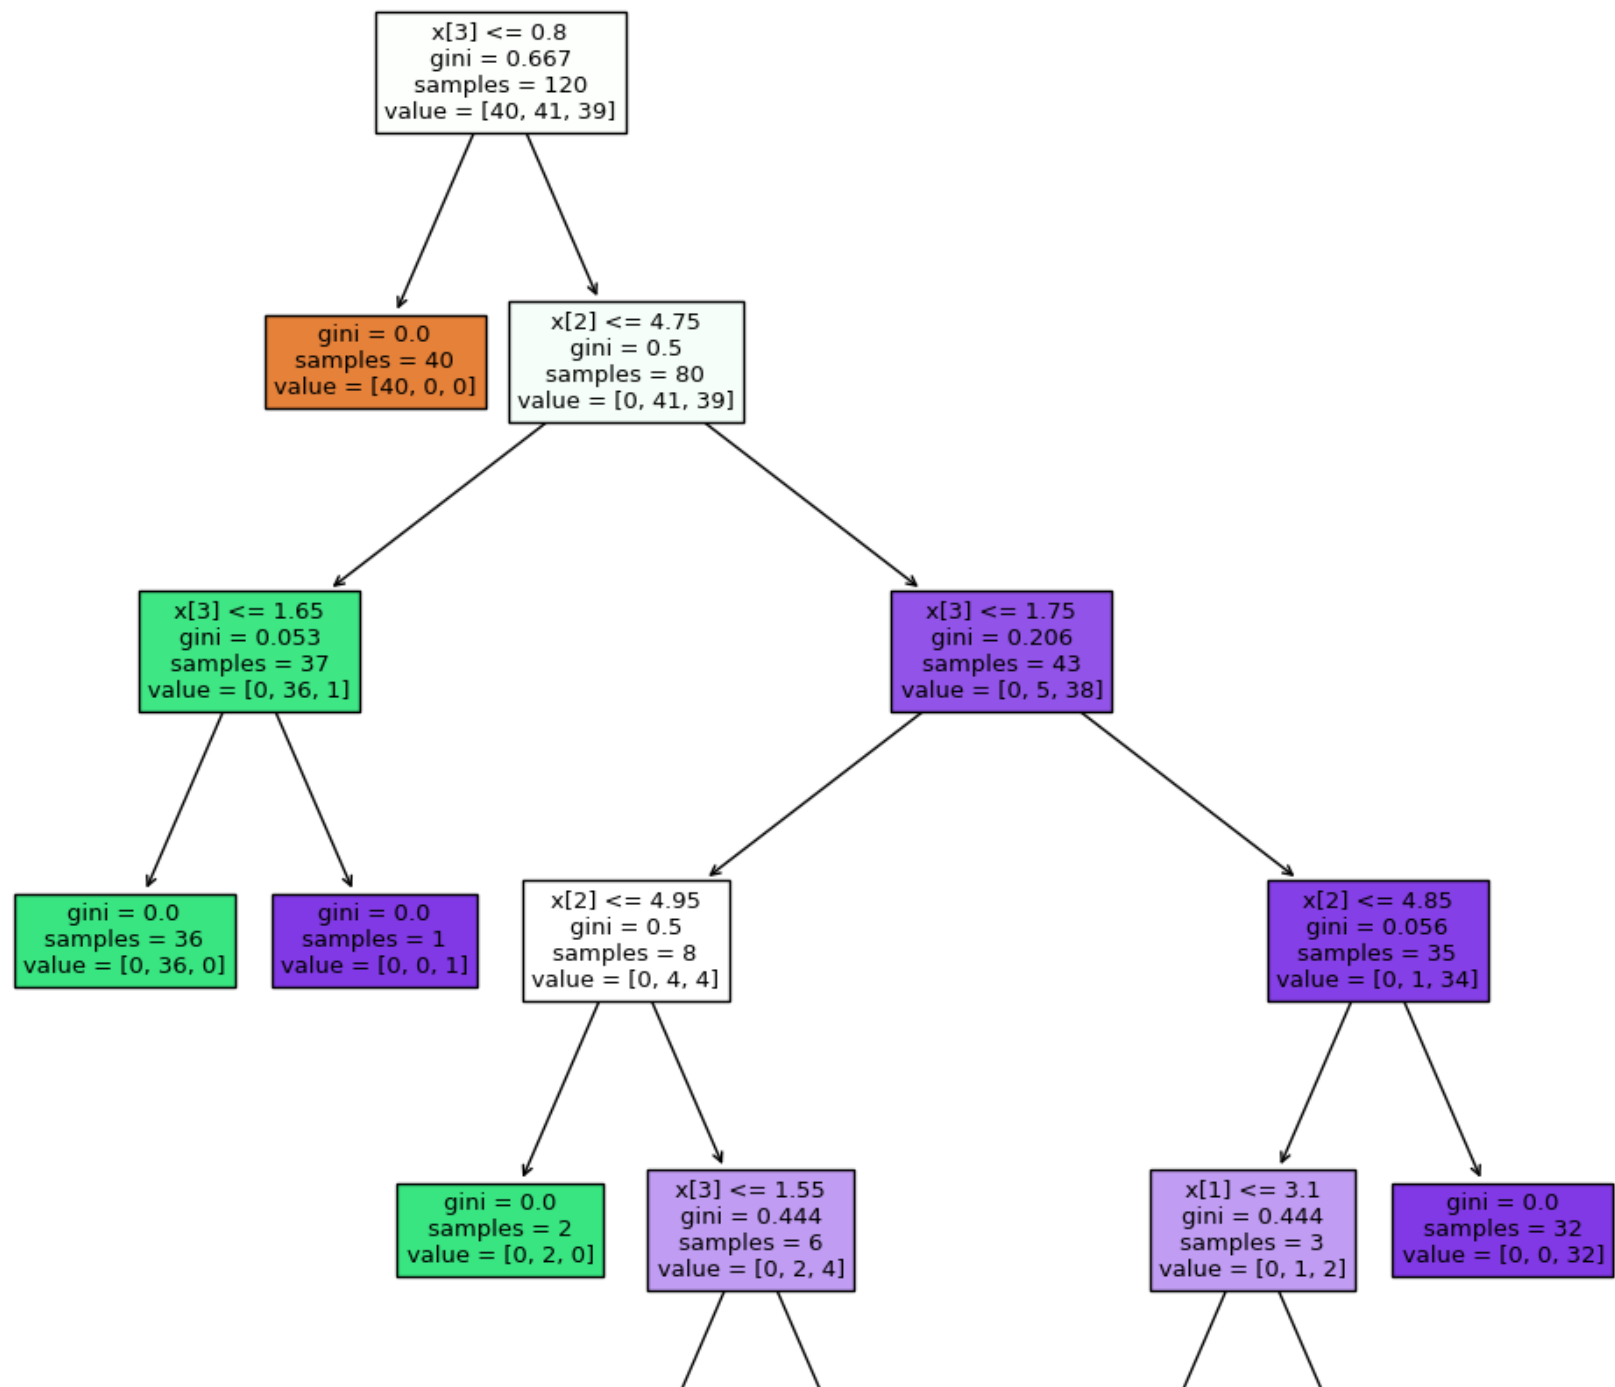 x[3] <= 0.8
gini = 0.667
samples = 120
value = [40, 41, 39]
gini = 0.0
samples = 40
value = [40, 0, 0]
x[2] <= 4.75
gini = 0.5
samples = 80
value = [0, 41, 39]
x[3] <= 1.65
gini = 0.053
samples = 37
value = [0, 36, 1]
x[3] <= 1.75
gini = 0.206
samples = 43
value = [0, 5, 38]
gini = 0.0
samples = 36
value = [0, 36, 0]
gini = 0.0
samples = 1
value = [0, 0, 1]
x[2] <= 4.95
gini = 0.5
samples = 8
value = [0, 4, 4]
x[2] <= 4.85
gini = 0.056
samples = 35
value = [0, 1, 34]
gini = 0.0
samples = 2
value = [0, 2, 0]
x[3] <= 1.55
gini = 0.444
samples = 6
value = [0, 2, 4]
x[1] <= 3.1
gini = 0.444
samples = 3
value = [0, 1, 2]
gini = 0.0
samples = 32
value = [0, 0, 32]